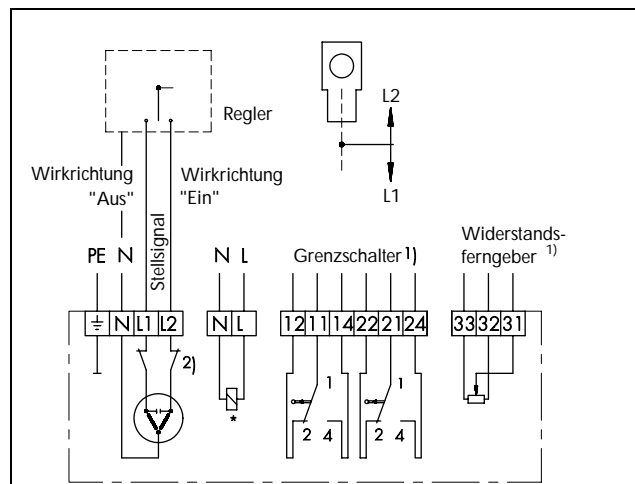 L2
Regler
Wirkrichtung
"Aus"
Wirkrichtung
"Ein"
L1
Stellsignal
Widerstands-
ferngeber 1)
PE N
N L
Grenzschalter 1)
N L1 L2
N L
12 11 14 22 21 24
33 32 31
2)
1
1
*
2 4
2 4